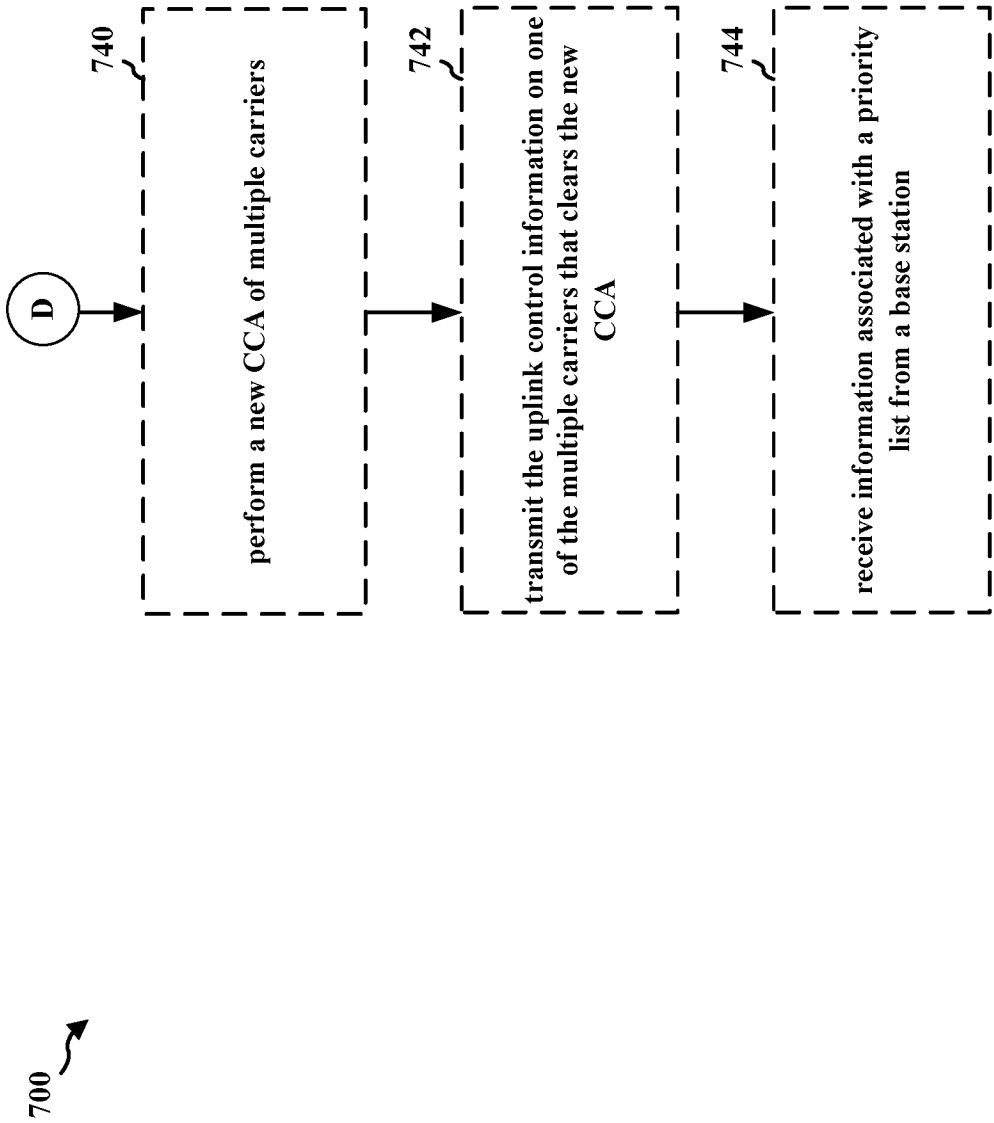 700
D
740
perform a new CCA of multiple carriers
742
transmit the uplink control information on one
of the multiple carriers that clears the new
CCA
744
receive information associated with a priority
list from a base station